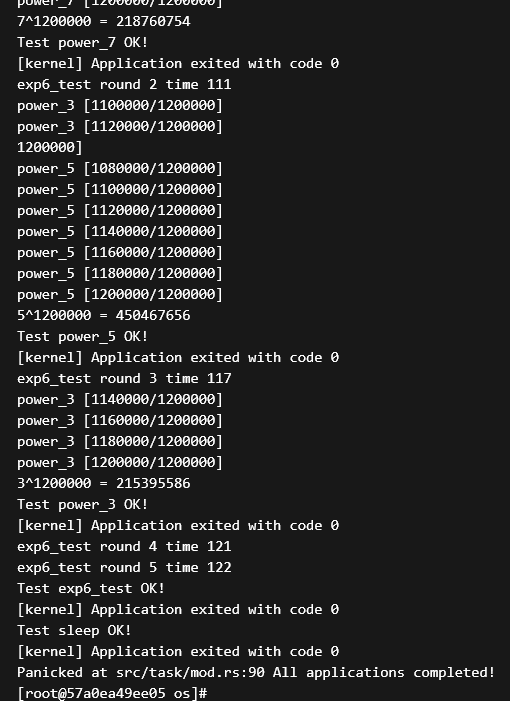 power_7 [1200000/1200000]
7^1200000 = 218760754
Test power_7 OK!
[kernel] Application exited with code 0
exp6_test round 2 time 111
power_3 [1100000/1200000]
power_3 [1120000/1200000]
1200000]
power_5 [1080000/1200000]
power_5 [1100000/1200000]
power_5 [1120000/1200000]
power_5 [1140000/1200000]
power_5 [1160000/1200000]
power_5 [1180000/1200000]
power_5 [1200000/1200000]
5^1200000 = 450467656
Test power_5 OK!
[kernel] Application exited with code 0
exp6_test round 3 time 117
power_3 [1140000/1200000]
power_3 [1160000/1200000]
power_3 [1180000/1200000]
power_3 [1200000/1200000]
3^1200000 = 215395586
Test power_3 OK!
[kernel] Application exited with code 0
exp6_test round 4 time 121
exp6_test round 5 time 122
Test exp6_test OK!
[kernel] Application exited with code 0
Test sleep OK!
[kernel] Application exited with code 0
Panicked at src/task/mod.rs:90 All applications completed!
[root@57a0ea49ee05 os]#